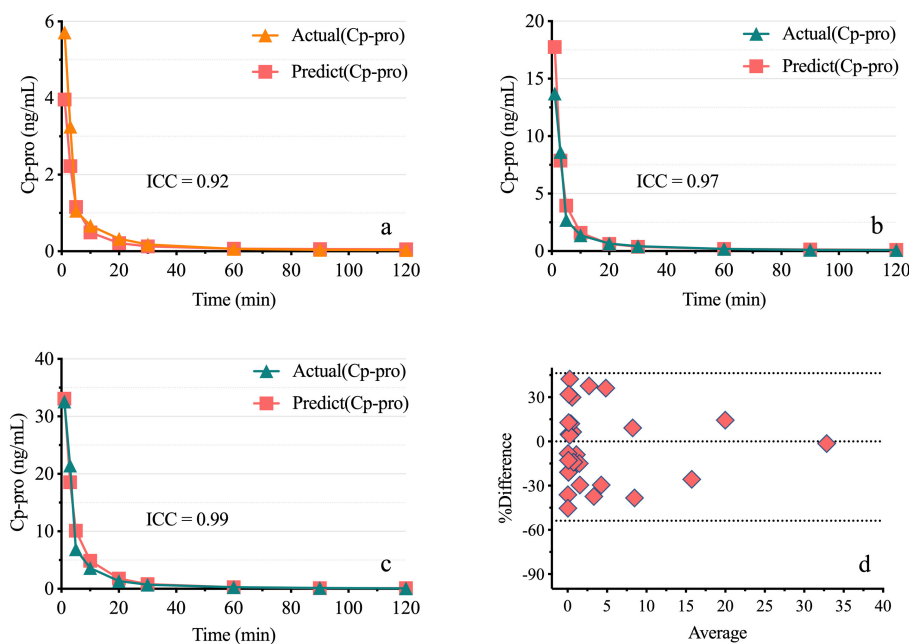 6
4
2
0
Cp-pro (ng/mL)
Actual(Cp-pro)
Predict(Cp-pro)
ICC = 0.92
a
0 20 40 60 80 100 120
Time (min)
20
15
10
5
0
Cp-pro (ng/mL)
Actual(Cp-pro)
Predict(Cp-pro)
ICC = 0.97
b
0 20 40 60 80 100 120
Time (min)
40
30
20
10
0
Cp-pro (ng/mL)
Actual(Cp-pro)
Predict(Cp-pro)
ICC = 0.99
c
0 20 40 60 80 100 120
Time (min)
30
0
-30
-60
-90
%Difference
d
0 5 10 15 20 25 30 35 40
Average